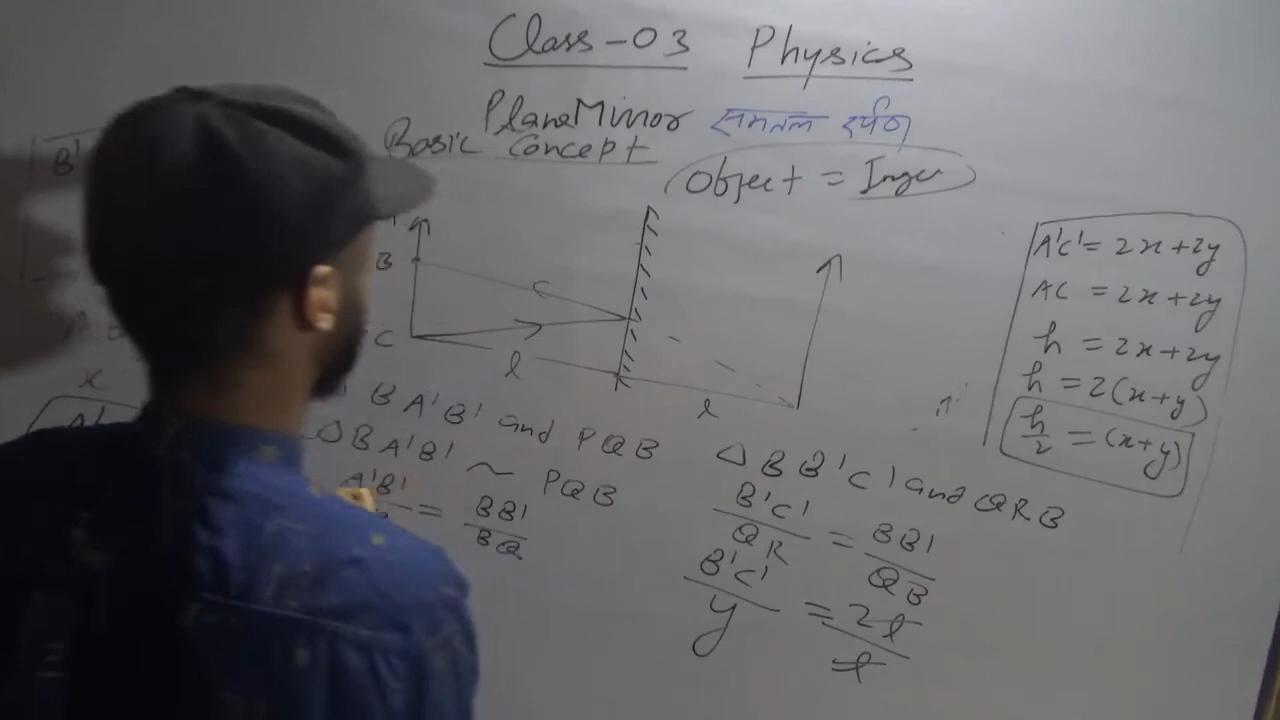 Class-03 Physics
Plane Mirror समतल दर्पण
Basic Concept
Object = Image
B'
B
C
l
l
x
BA'B' and PQB
△BA'B' ~ PQB
A'B' = BB'/BQ
△BB'C' and QRB
B'C'/QR = BB'/QB
B'C'/y = 2l/l
A'C' = 2x+2y
AC = 2x+2y
h = 2x+2y
h = 2(x+y)
h/2 = (x+y)